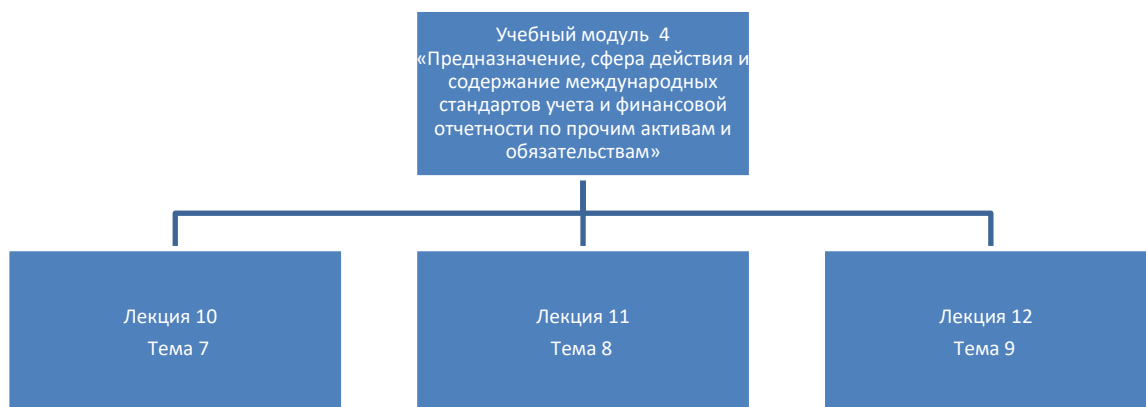 Учебный модуль 4
«Предназначение, сфера действия и
содержание международных
стандартов учета и финансовой
отчетности по прочим активам и
обязательствам»
Лекция 10
Тема 7
Лекция 11
Тема 8
Лекция 12
Тема 9